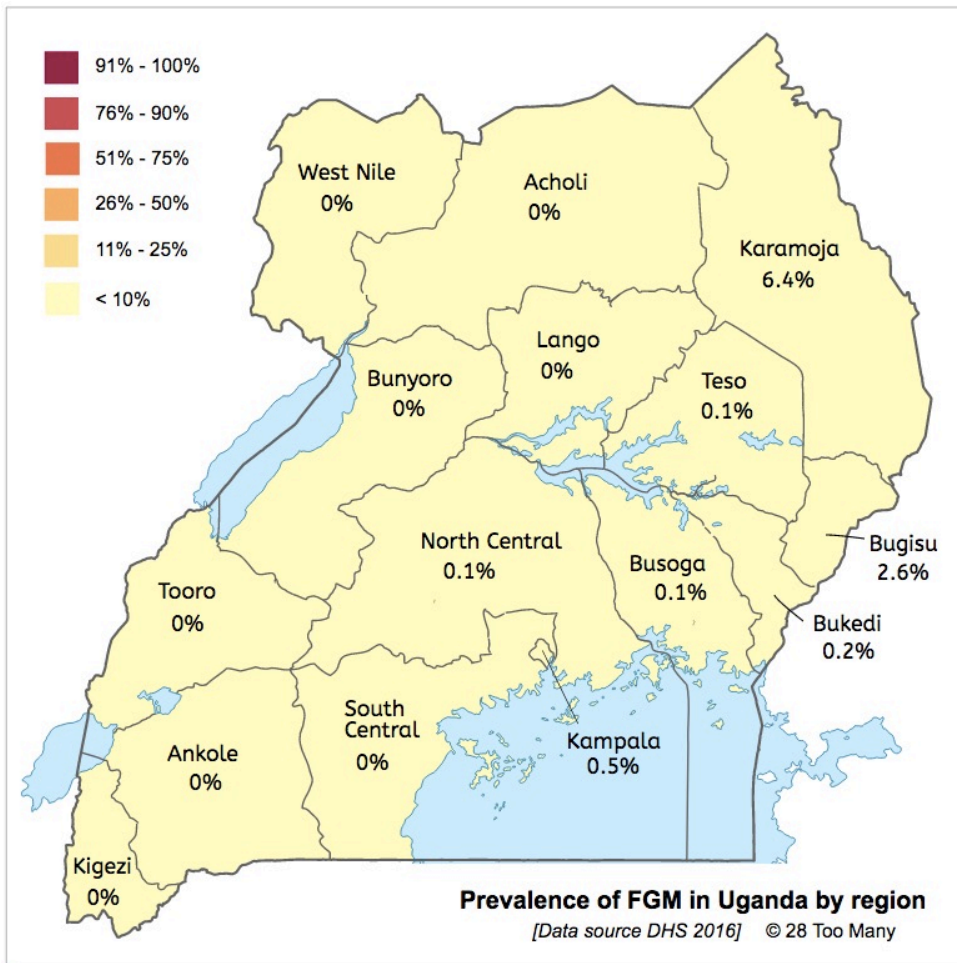 91% - 100%
76% - 90%
51% - 75%
26% - 50%
11% - 25%
< 10%
West Nile
0%
Acholi
0%
Karamoja
6.4%
Lango
0%
Bunyoro
0%
Teso
0.1%
North Central
0.1%
Busoga
0.1%
Bugisu
2.6%
Bukedi
0.2%
Tooro
0%
South
Central
0%
Kampala
0.5%
Ankole
0%
Kigezi
0%
Prevalence of FGM in Uganda by region
[Data source DHS 2016] © 28 Too Many